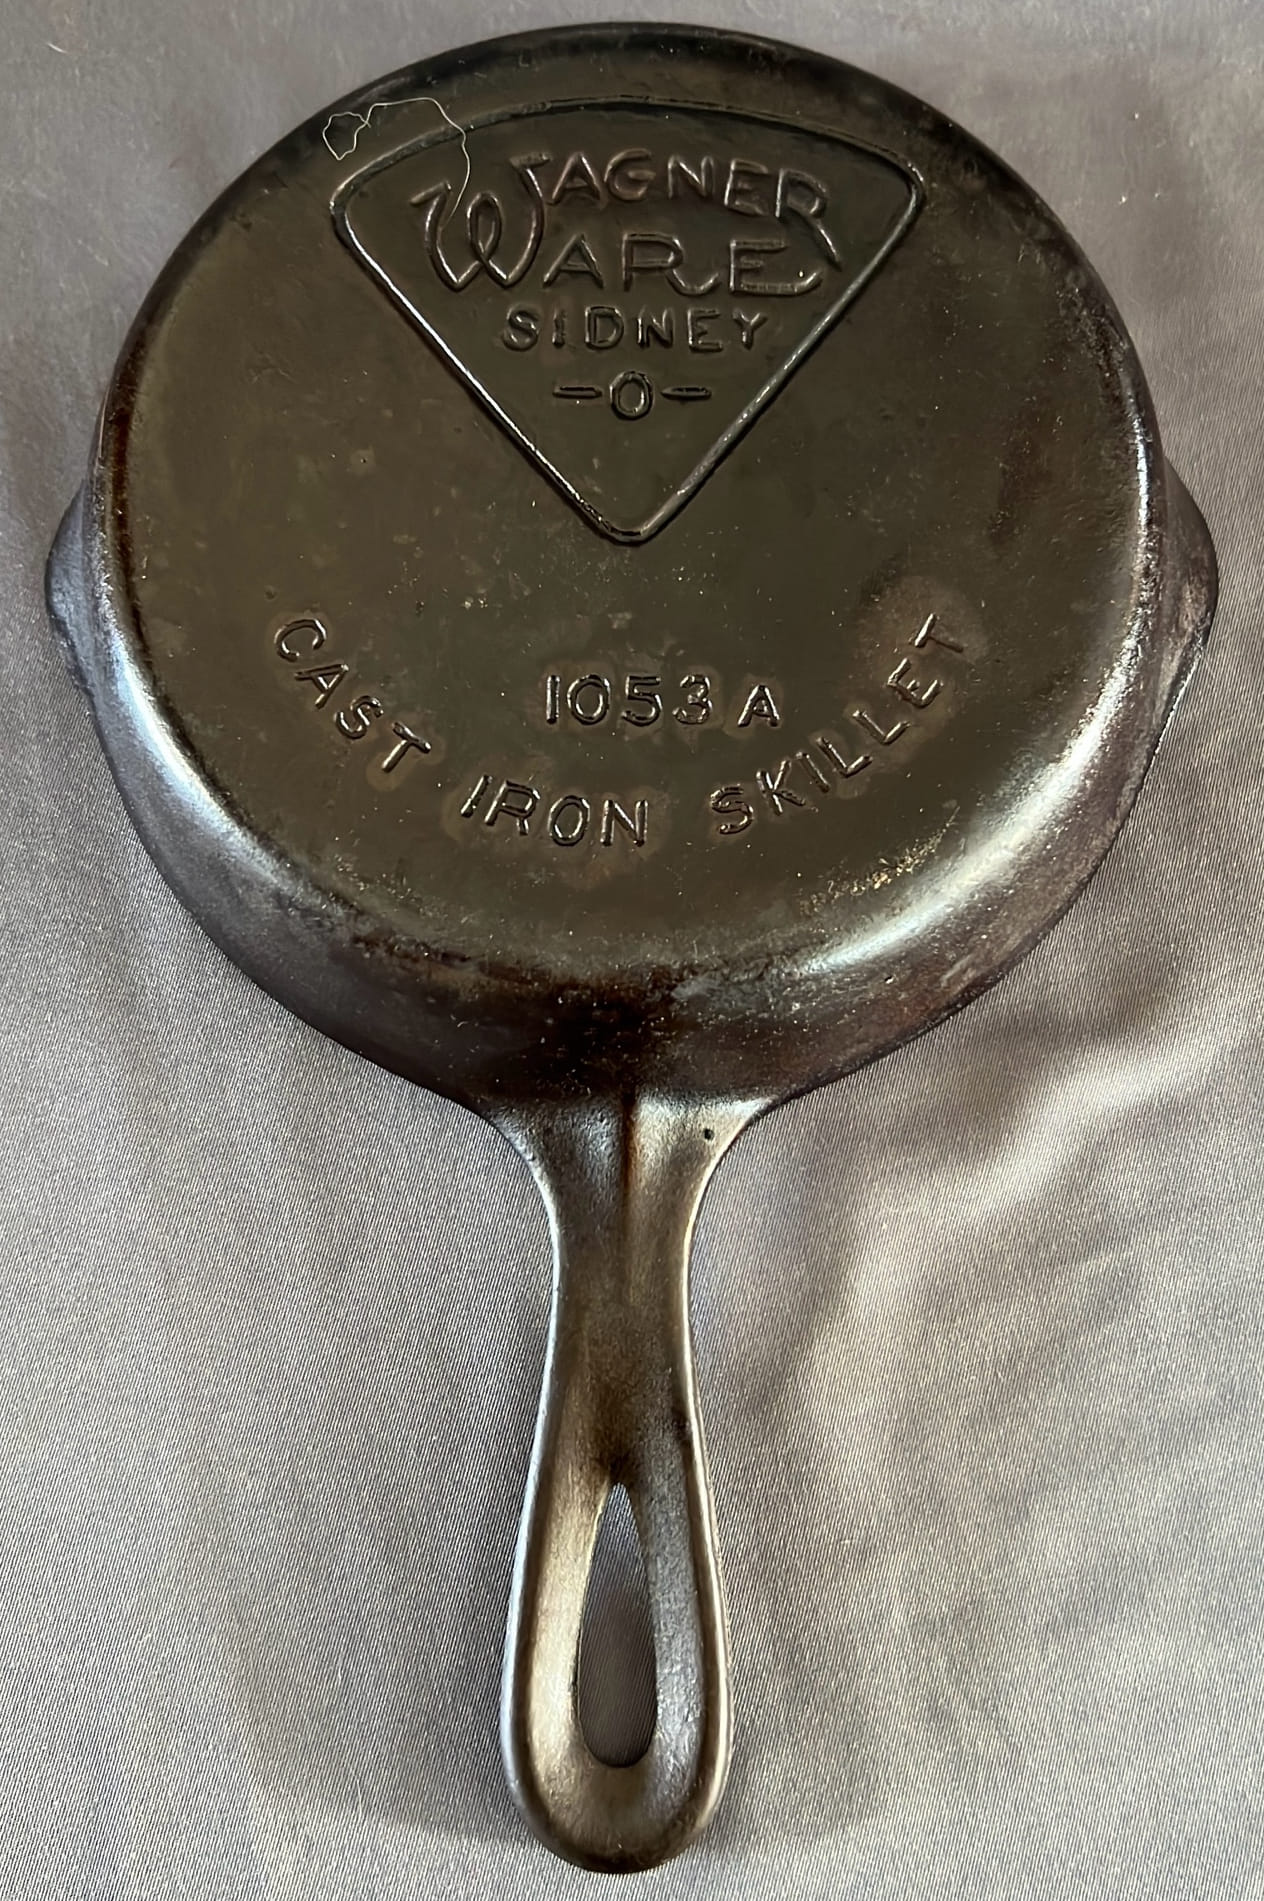 WAGNER
WARE
SIDNEY
-O-
1053 A
CAST IRON SKILLET